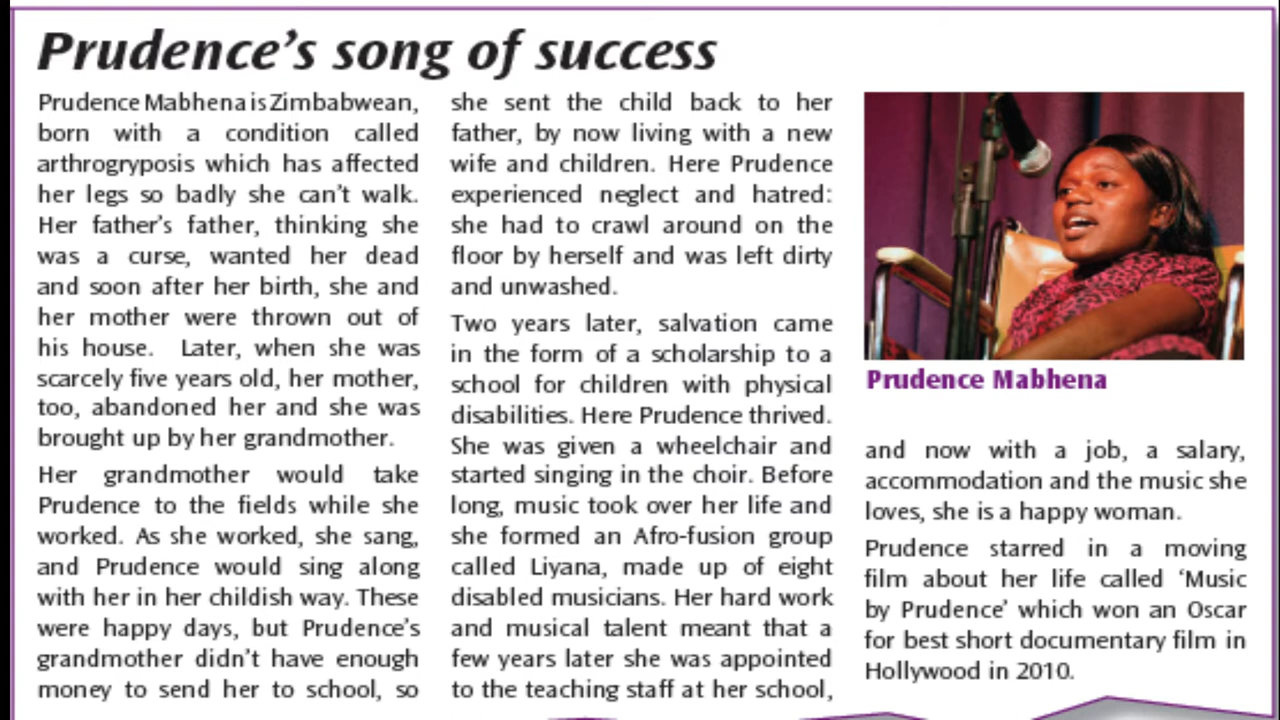 Prudence's song of success
Prudence Mabhena is Zimbabwean,
born with a condition called
arthrogryposis which has affected
her legs so badly she can't walk.
Her father's father, thinking she
was a curse, wanted her dead
and soon after her birth, she and
her mother were thrown out of
his house. Later, when she was
scarcely five years old, her mother,
too, abandoned her and she was
brought up by her grandmother.
Her grandmother would take
Prudence to the fields while she
worked. As she worked, she sang,
and Prudence would sing along
with her in her childish way. These
were happy days, but Prudence's
grandmother didn't have enough
money to send her to school, so
she sent the child back to her
father, by now living with a new
wife and children. Here Prudence
experienced neglect and hatred:
she had to crawl around on the
floor by herself and was left dirty
and unwashed.
Two years later, salvation came
in the form of a scholarship to a
school for children with physical
disabilities. Here Prudence thrived.
She was given a wheelchair and
started singing in the choir. Before
long, music took over her life and
she formed an Afro-fusion group
called Liyana, made up of eight
disabled musicians. Her hard work
and musical talent meant that a
few years later she was appointed
to the teaching staff at her school,
Prudence Mabhena
and now with a job, a salary,
accommodation and the music she
loves, she is a happy woman.
Prudence starred in a moving
film about her life called 'Music
by Prudence' which won an Oscar
for best short documentary film in
Hollywood in 2010.